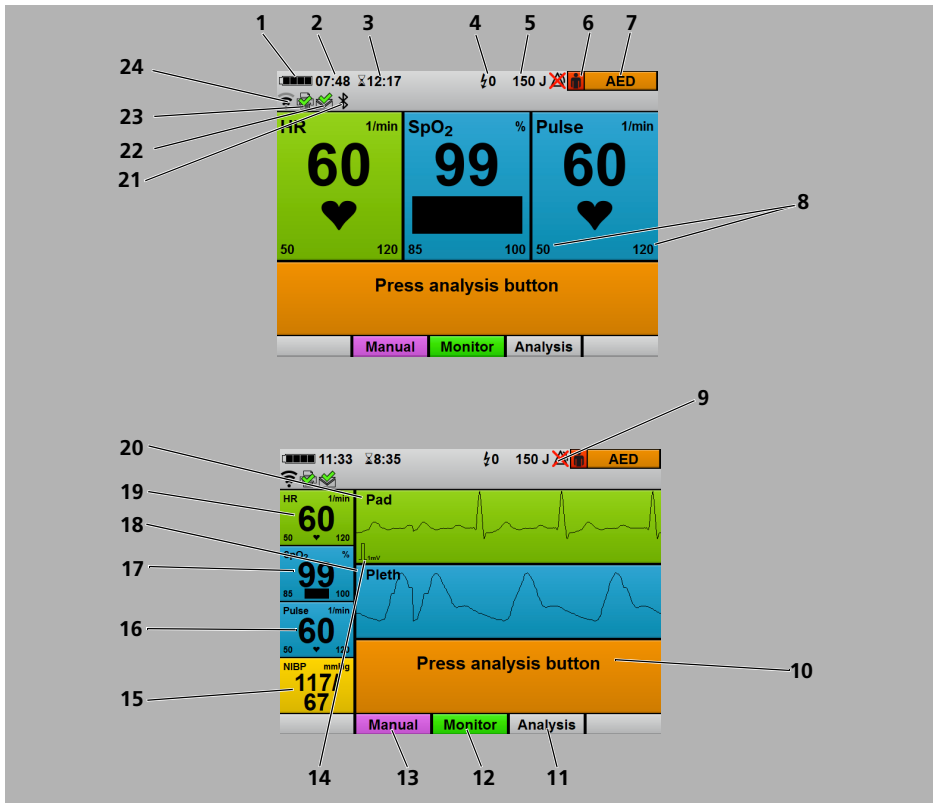 1 2 3 4 5 6 7
24
07:48 12:17 0 150 J AED
23
22
21
HR 1/min SpO2 % Pulse 1/min
60 99 60
8
50 120 85 100 50 120
Press analysis button
Manual Monitor Analysis
9
20
11:33 8:35 0 150 J AED
19
HR 1/min Pad
60
50 120
18
1mV
17
SpO2 % Pleth
99
85 100
16
Pulse 1/min
60
50 120
10
Press analysis button
15
NIBP mmHg
117/
67
Manual Monitor Analysis
14 13 12 11